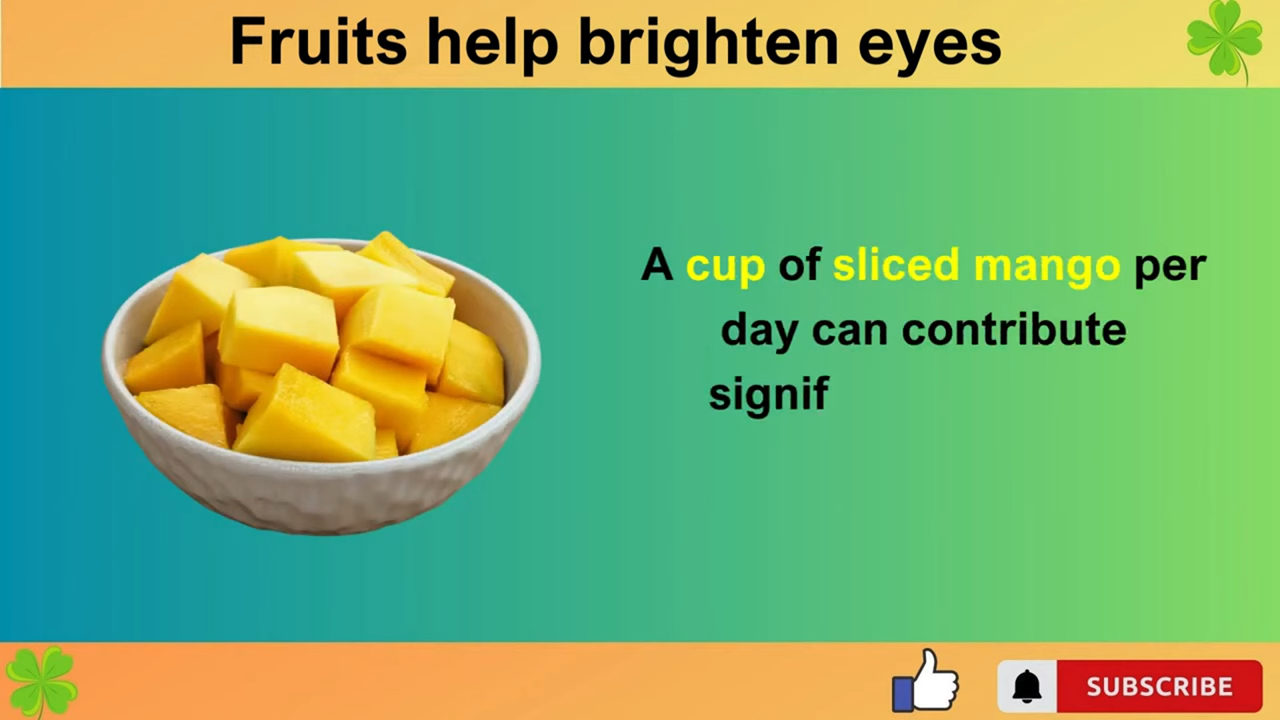 Fruits help brighten eyes
A cup of sliced mango per
day can contribute
signif
SUBSCRIBE